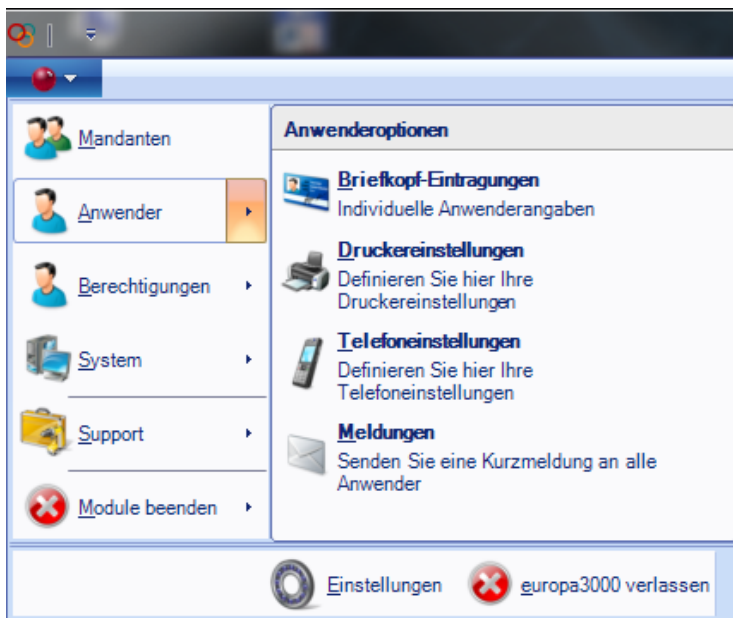 Mandanten
Anwender
Berechtigungen
System
Support
Module beenden
Anwenderoptionen
Briefkopf-Eintragungen
Individuelle Anwenderangaben
Druckereinstellungen
Definieren Sie hier Ihre
Druckereinstellungen
Telefoneinstellungen
Definieren Sie hier Ihre
Telefoneinstellungen
Meldungen
Senden Sie eine Kurzmeldung an alle
Anwender
Einstellungen
europa3000 verlassen